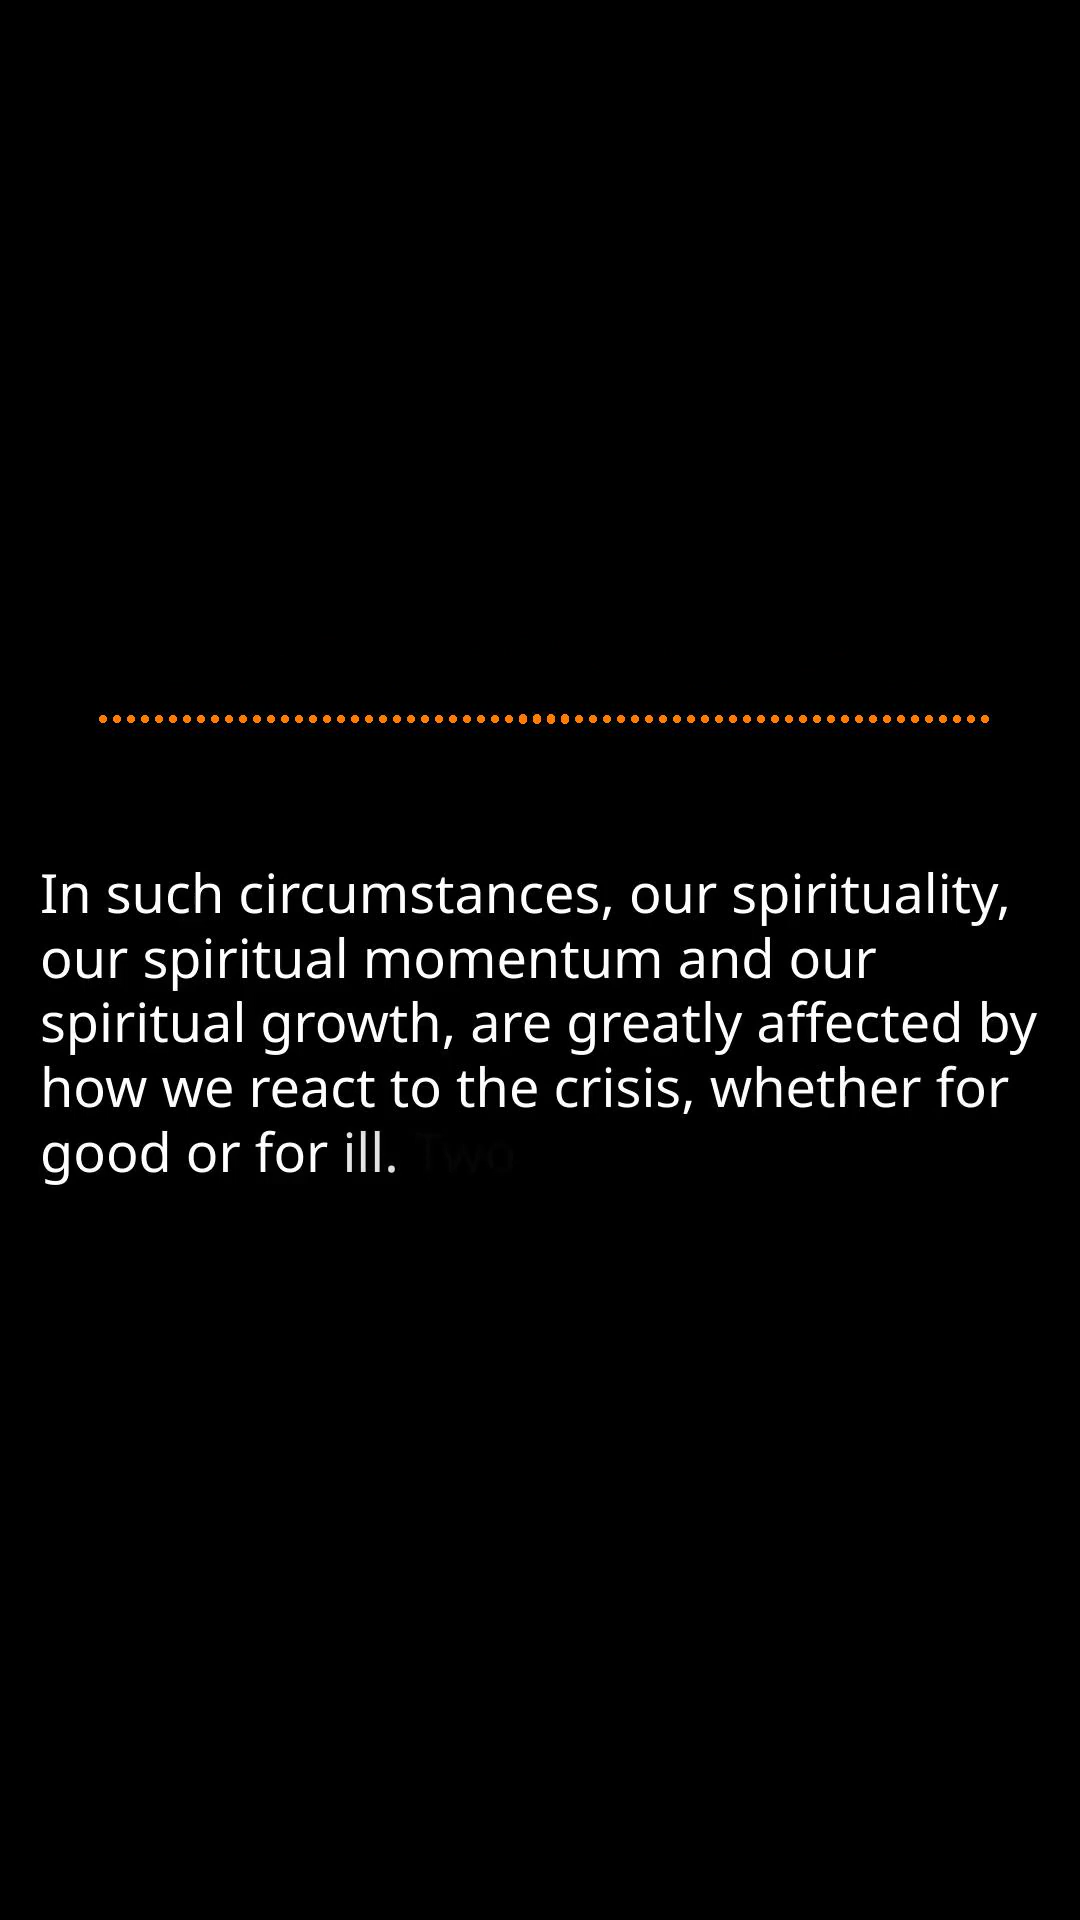 In such circumstances, our spirituality,
our spiritual momentum and our
spiritual growth, are greatly affected by
how we react to the crisis, whether for
good or for ill. Two